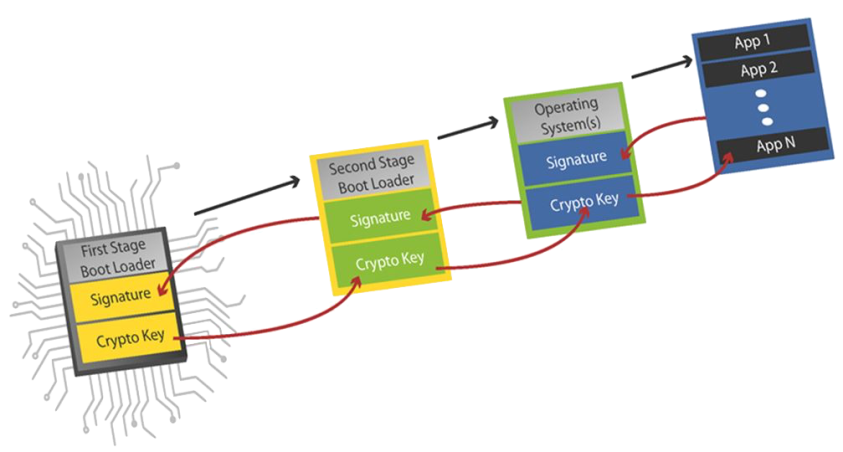 First Stage
Boot Loader
Signature
Crypto Key
Second Stage
Boot Loader
Signature
Crypto Key
Operating
System(s)
Signature
Crypto Key
App 1
App 2
App N